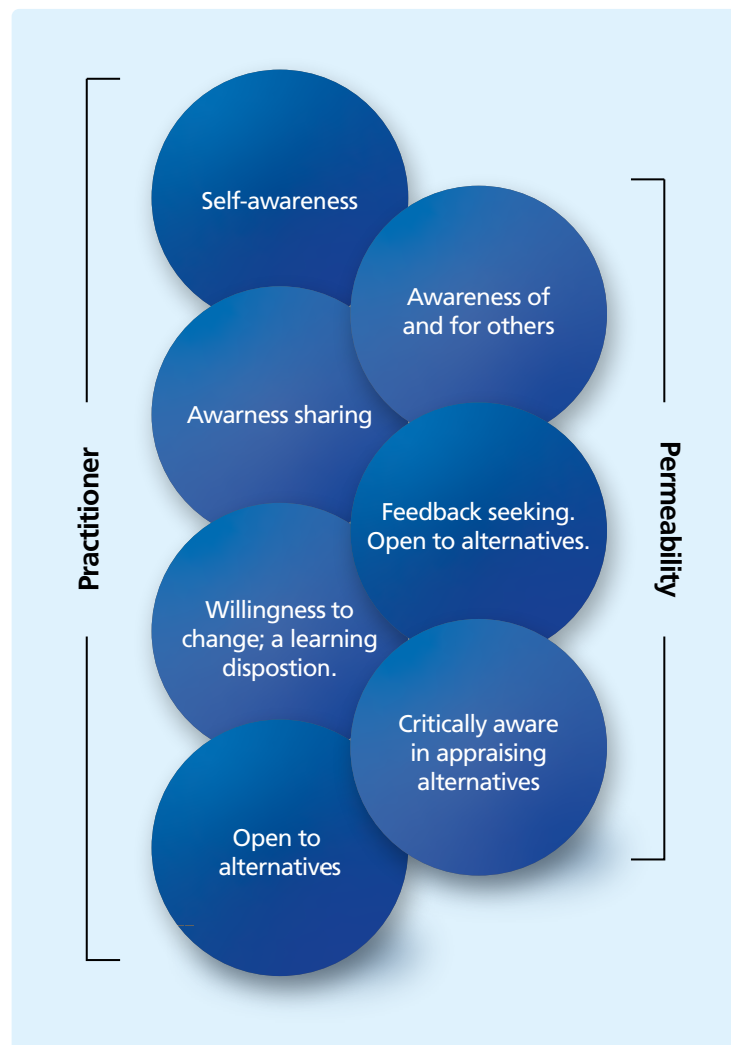 Self-awareness
Awareness of
and for others
Awarness sharing
Feedback seeking.
Open to alternatives.
Willingness to
change; a learning
dispostion.
Critically aware
in appraising
alternatives
Open to
alternatives
Practitioner
Permeability